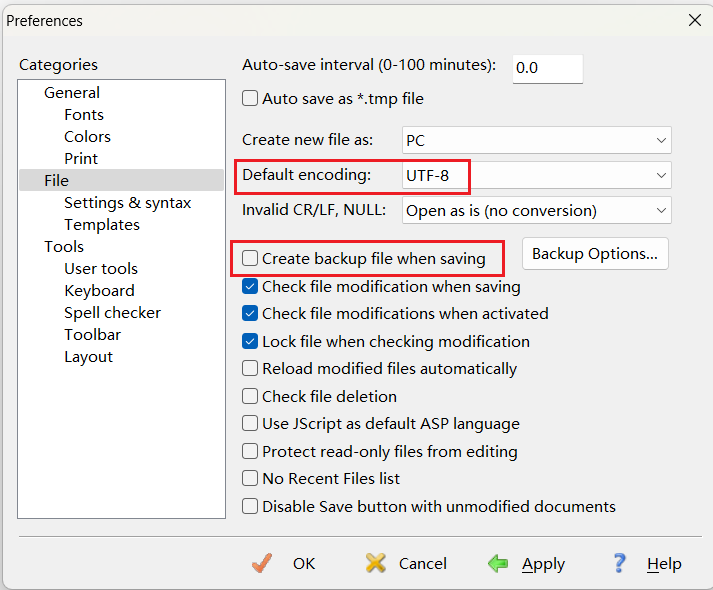 Preferences
Categories
General
Fonts
Colors
Print
File
Settings & syntax
Templates
Tools
User tools
Keyboard
Spell checker
Toolbar
Layout
Auto-save interval (0-100 minutes): 0.0
Auto save as *.tmp file
Create new file as: PC
Default encoding: UTF-8
Invalid CR/LF, NULL: Open as is (no conversion)
Create backup file when saving Backup Options...
Check file modification when saving
Check file modifications when activated
Lock file when checking modification
Reload modified files automatically
Check file deletion
Use JScript as default ASP language
Protect read-only files from editing
No Recent Files list
Disable Save button with unmodified documents
OK Cancel Apply ? Help